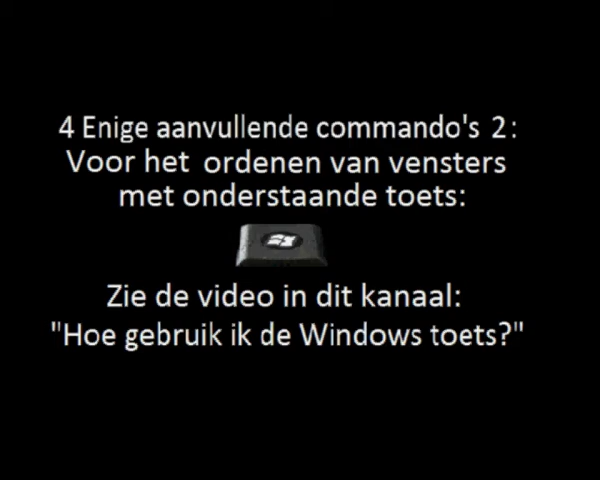 4 Enige aanvullende commando's 2:
Voor het ordenen van vensters
met onderstaande toets:
Zie de video in dit kanaal:
"Hoe gebruik ik de Windows toets?"